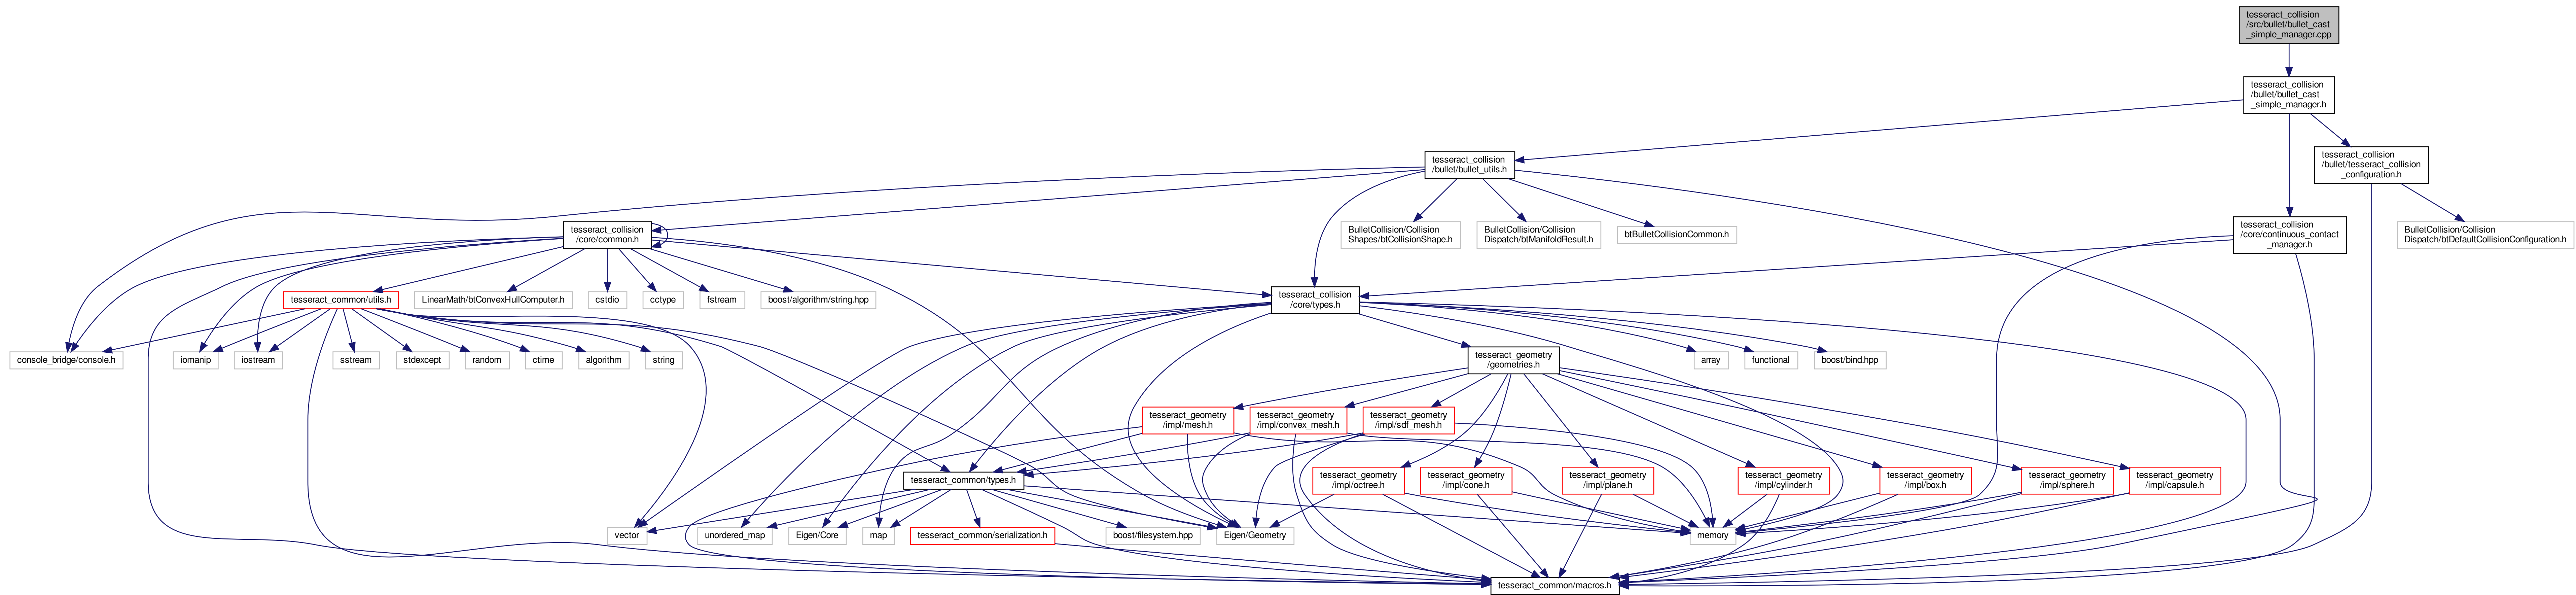 tesseract_collision
/src/bullet/bullet_cast
_simple_manager.cpp
tesseract_collision
/bullet/bullet_cast
_simple_manager.h
tesseract_collision
/bullet/bullet_utils.h
tesseract_collision
/bullet/tesseract_collision
_configuration.h
tesseract_collision
/core/common.h
BulletCollision/Collision
Shapes/btCollisionShape.h
BulletCollision/Collision
Dispatch/btManifoldResult.h
btBulletCollisionCommon.h
tesseract_collision
/core/continuous_contact
_manager.h
BulletCollision/Collision
Dispatch/btDefaultCollisionConfiguration.h
tesseract_common/utils.h
LinearMath/btConvexHullComputer.h
cstdio
cctype
fstream
boost/algorithm/string.hpp
tesseract_collision
/core/types.h
console_bridge/console.h
iomanip
iostream
sstream
stdexcept
random
ctime
algorithm
string
tesseract_geometry
/geometries.h
array
functional
boost/bind.hpp
tesseract_geometry
/impl/mesh.h
tesseract_geometry
/impl/convex_mesh.h
tesseract_geometry
/impl/sdf_mesh.h
tesseract_common/types.h
tesseract_geometry
/impl/octree.h
tesseract_geometry
/impl/cone.h
tesseract_geometry
/impl/plane.h
tesseract_geometry
/impl/cylinder.h
tesseract_geometry
/impl/box.h
tesseract_geometry
/impl/sphere.h
tesseract_geometry
/impl/capsule.h
vector
unordered_map
Eigen/Core
map
tesseract_common/serialization.h
boost/filesystem.hpp
Eigen/Geometry
memory
tesseract_common/macros.h